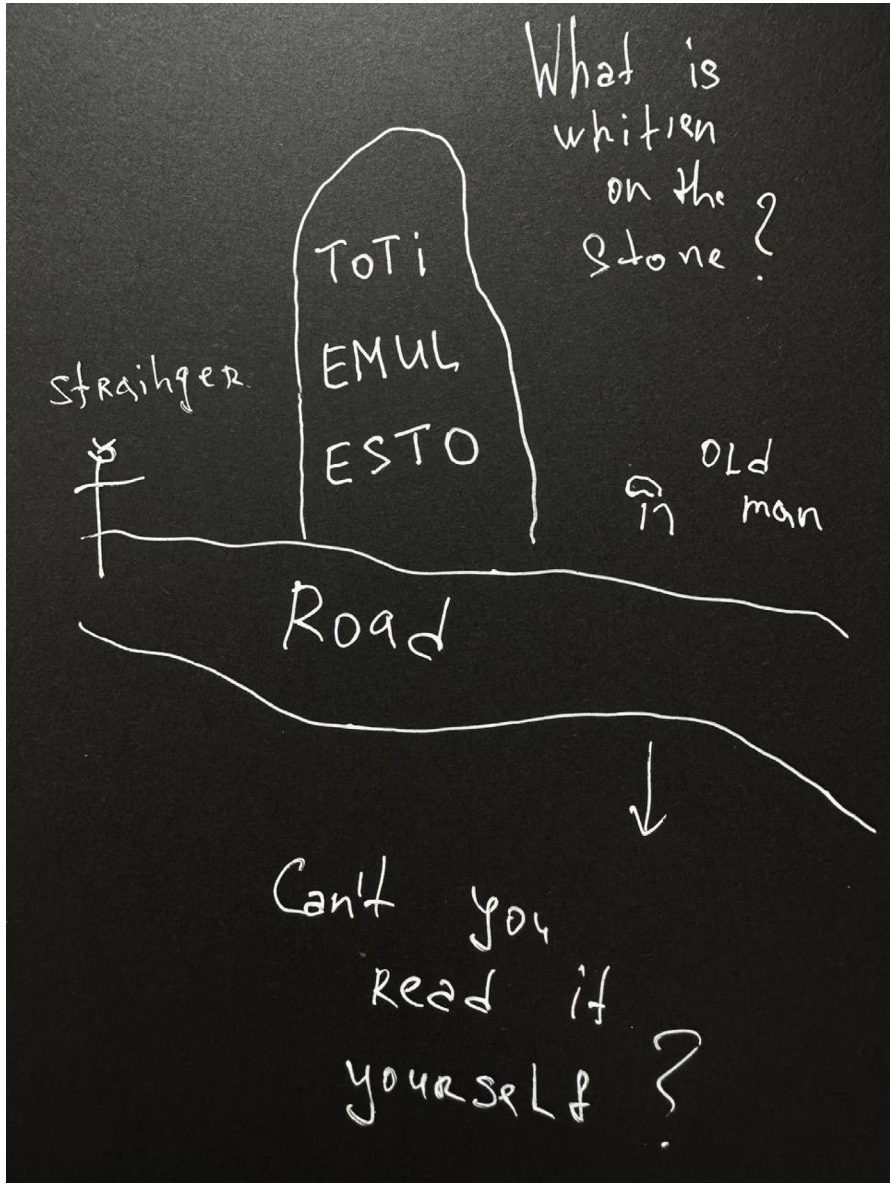 What is
whitten
on the
Stone?
TOTI
EMUL
ESTO
Straihger
OLd
man
Road
Can't you
Read it
yourself?